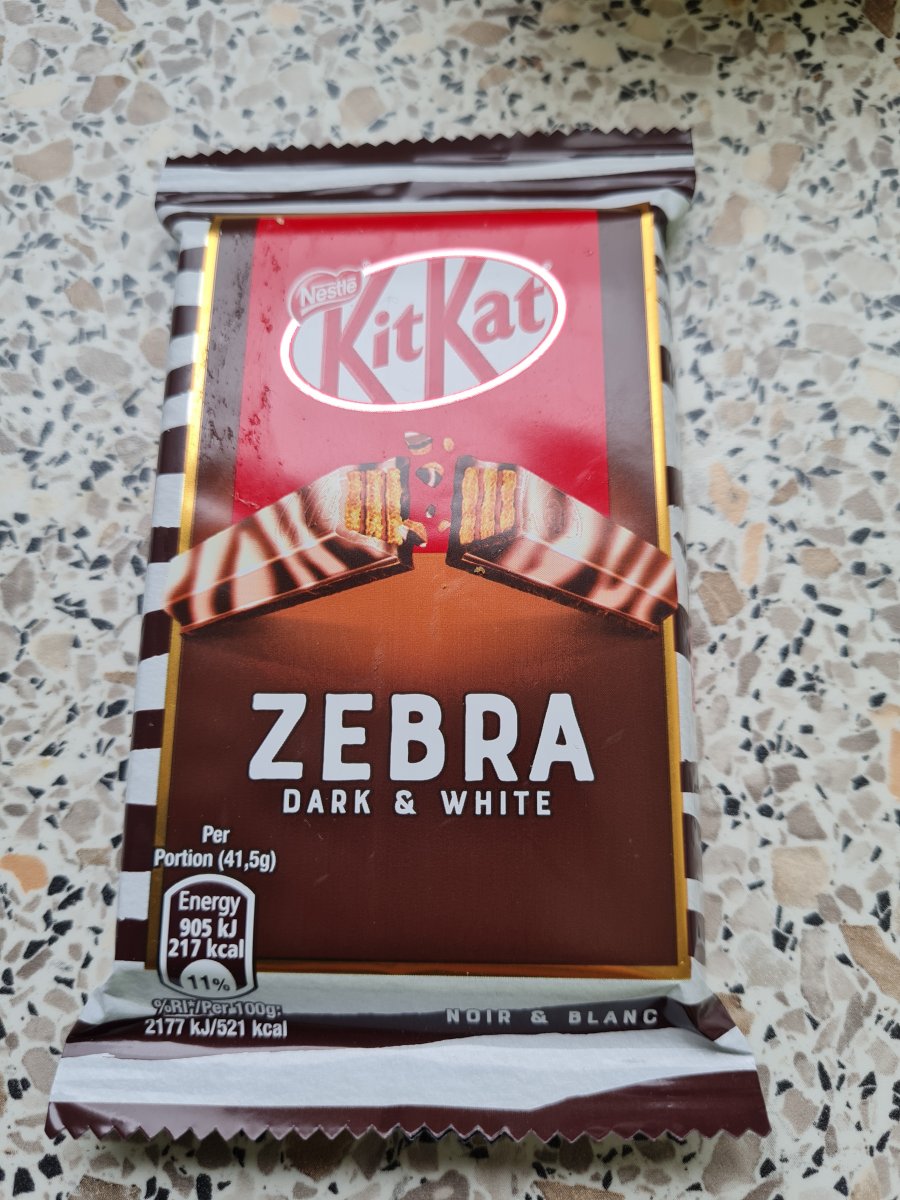 Nestlé
KitKat
ZEBRA
DARK & WHITE
Per
Portion (41,5g)
Energy
905 kJ
217 kcal
11%
%RI*/Per 100g:
2177 kJ/521 kcal
NOIR & BLANC